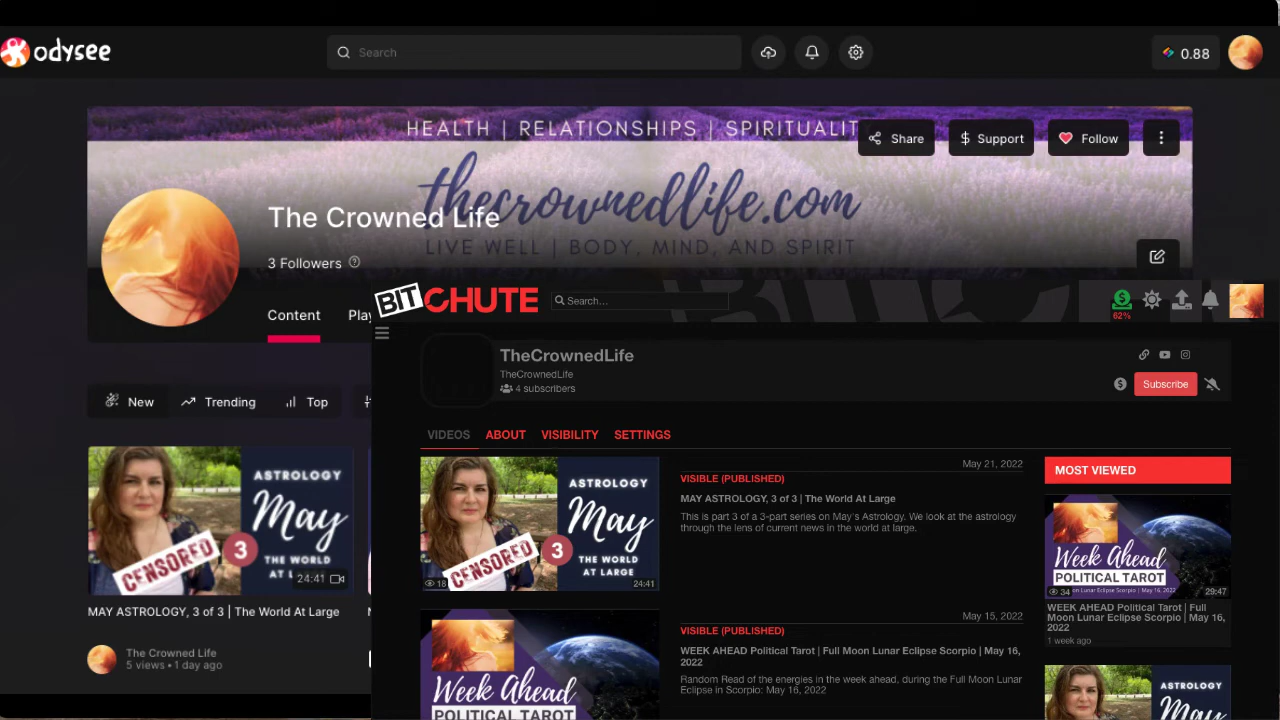 odysee
Search
0.88
HEALTH | RELATIONSHIPS | SPIRITUALIT
Share
Support
Follow
thecrownedlife.com
The Crowned Life
LIVE WELL | BODY, MIND, AND SPIRIT
3 Followers
Content
Play
New
Trending
Top
ASTROLOGY
May
3
THE WORLD
AT L
CENSORED
24:41
MAY ASTROLOGY, 3 of 3 | The World At Large
The Crowned Life
5 views • 1 day ago
BITCHUTE
Search...
62%
TheCrownedLife
TheCrownedLife
4 subscribers
Subscribe
VIDEOS
ABOUT
VISIBILITY
SETTINGS
ASTROLOGY
May
3
THE WORLD
AT LARGE
CENSORED
18
24:41
May 21, 2022
VISIBLE (PUBLISHED)
MAY ASTROLOGY, 3 of 3 | The World At Large
This is part 3 of a 3-part series on May's Astrology. We look at the astrology
through the lens of current news in the world at large.
Week Ahead
POLITICAL TAROT
May 15, 2022
VISIBLE (PUBLISHED)
WEEK AHEAD Political Tarot | Full Moon Lunar Eclipse Scorpio | May 16,
2022
Random Read of the energies in the week ahead, during the Full Moon Lunar
Eclipse in Scorpio: May 16, 2022
MOST VIEWED
Week Ahead
POLITICAL TAROT
on Lunar Eclipse Scorpio | May 16, 2022
34
29:47
WEEK AHEAD Political Tarot | Full
Moon Lunar Eclipse Scorpio | May 16,
2022
1 week ago
ASTROLOGY
May